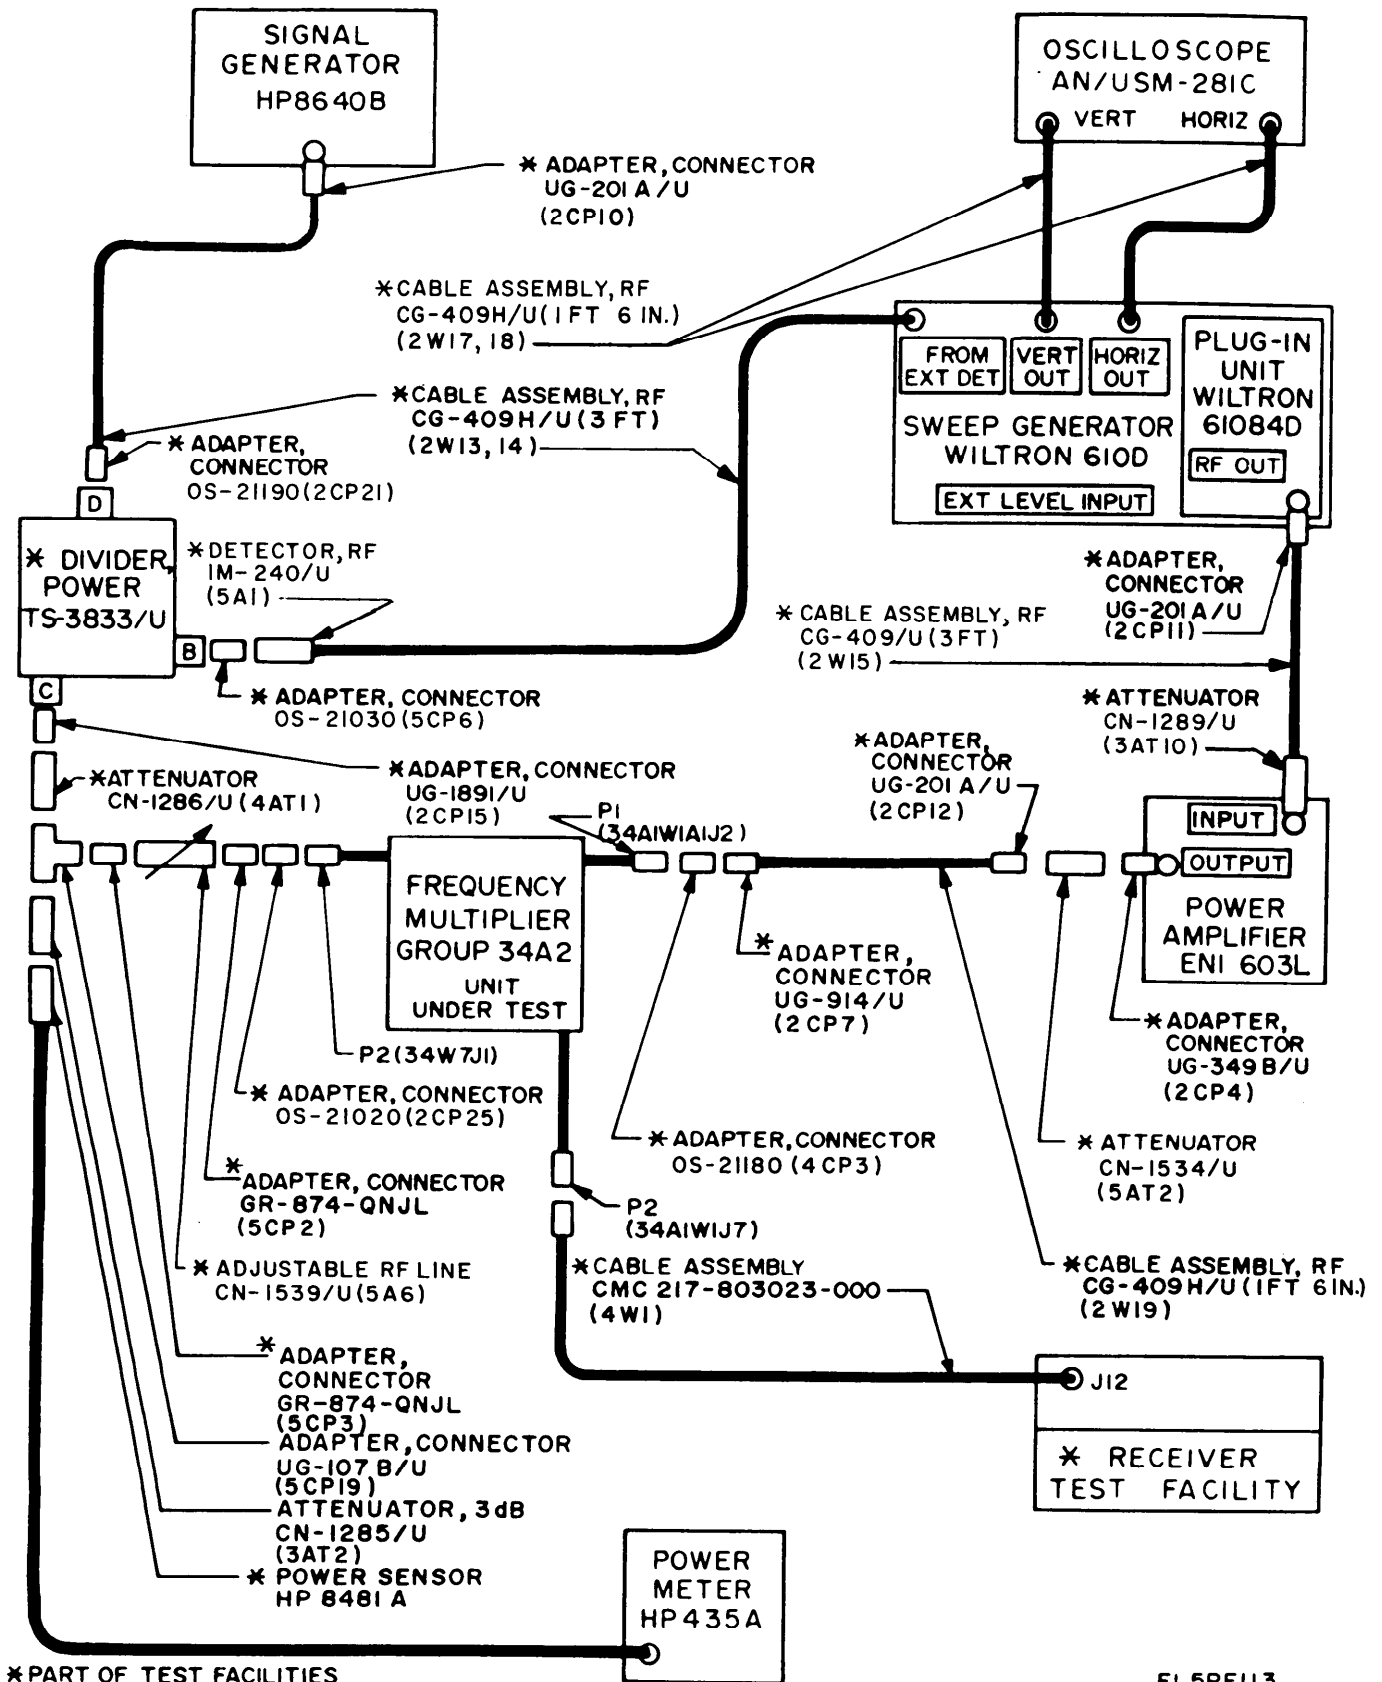 SIGNAL
GENERATOR
HP8640B
OSCILLOSCOPE
AN/USM-281C
VERT HORIZ
* ADAPTER, CONNECTOR
UG-201A/U
(2CP10)
*CABLE ASSEMBLY, RF
CG-409H/U(1FT 6 IN.)
(2W17, 18)
FROM
EXT DET
VERT
OUT
HORIZ
OUT
PLUG-IN
UNIT
WILTRON
61084D
RF OUT
SWEEP GENERATOR
WILTRON 610D
EXT LEVEL INPUT
*CABLE ASSEMBLY, RF
CG-409H/U(3 FT)
(2W13, 14)
* ADAPTER,
CONNECTOR
OS-21190(2CP21)
D
* DIVIDER,
POWER
TS-3833/U
*DETECTOR, RF
IM-240/U
(5A1)
B
C
* ADAPTER, CONNECTOR
OS-21030(5CP6)
*ADAPTER,
CONNECTOR
UG-201A/U
(2CP11)
* CABLE ASSEMBLY, RF
CG-409/U(3FT)
(2W15)
* ATTENUATOR
CN-1289/U
(3AT10)
*ATTENUATOR
CN-1286/U(4AT1)
*ADAPTER, CONNECTOR
UG-1891/U
(2CP15)
P1
(34A1W1A1J2)
*ADAPTER,
CONNECTOR
UG-201A/U
(2CP12)
INPUT
OUTPUT
POWER
AMPLIFIER
ENI 603L
FREQUENCY
MULTIPLIER
GROUP 34A2
UNIT
UNDER TEST
*
ADAPTER,
CONNECTOR
UG-914/U
(2CP7)
*ADAPTER,
CONNECTOR
UG-349B/U
(2CP4)
P2(34W7J1)
* ADAPTER, CONNECTOR
OS-21020(2CP25)
* ADAPTER, CONNECTOR
OS-21180 (4CP3)
* ATTENUATOR
CN-1534/U
(5AT2)
*
ADAPTER, CONNECTOR
GR-874-QNJL
(5CP2)
P2
(34A1W1J7)
* ADJUSTABLE RF LINE
CN-1539/U(5A6)
*CABLE ASSEMBLY
CMC 217-803023-000
(4W1)
*CABLE ASSEMBLY, RF
CG-409H/U(1FT 6IN.)
(2W19)
*
ADAPTER,
CONNECTOR
GR-874-QNJL
(5CP3)
ADAPTER, CONNECTOR
UG-107B/U
(5CP19)
ATTENUATOR, 3dB
CN-1285/U
(3AT2)
* POWER SENSOR
HP 8481A
J12
* RECEIVER
TEST FACILITY
POWER
METER
HP435A
*PART OF TEST FACILITIES
EL5RF113